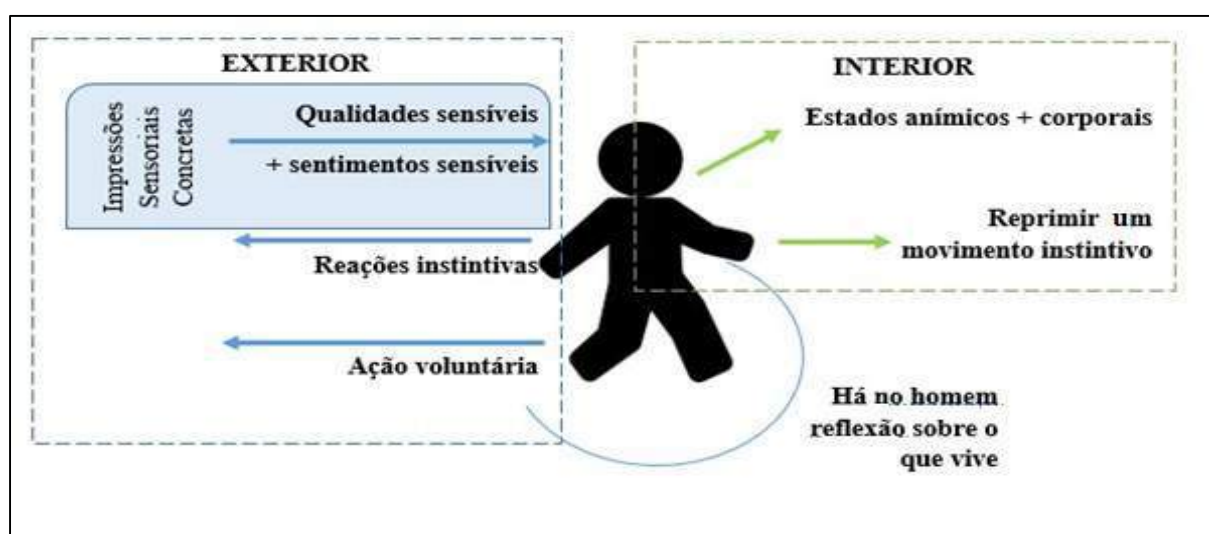 EXTERIOR
Impressões
Sensoriais
Concretas
Qualidades sensíveis
+ sentimentos sensíveis
Reações instintivas
Ação voluntária
INTERIOR
Estados anímicos + corporais
Reprimir um
movimento instintivo
Há no homem
reflexão sobre o
que vive